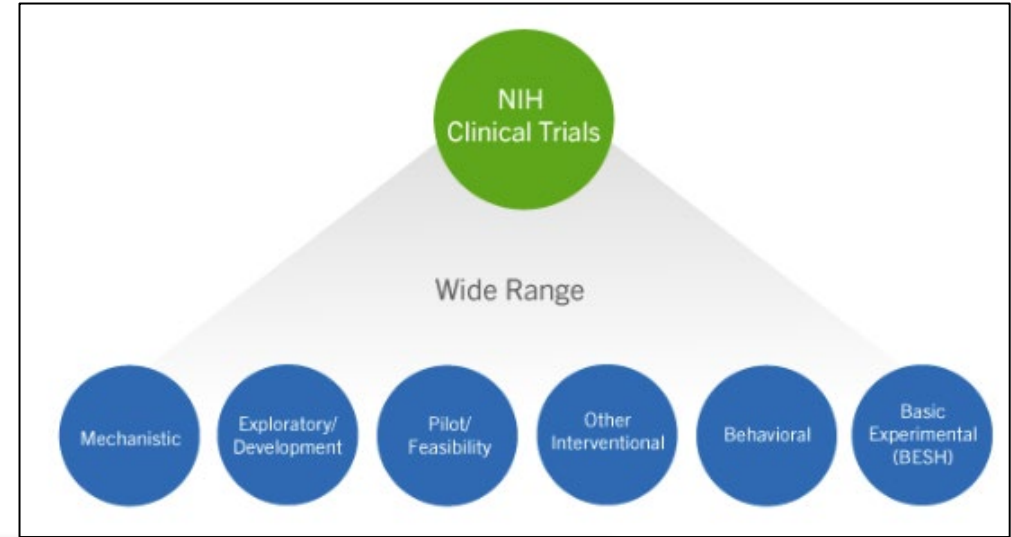 NIH
Clinical Trials
Wide Range
Mechanistic
Exploratory/
Development
Pilot/
Feasibility
Other
Interventional
Behavioral
Basic
Experimental
(BESH)